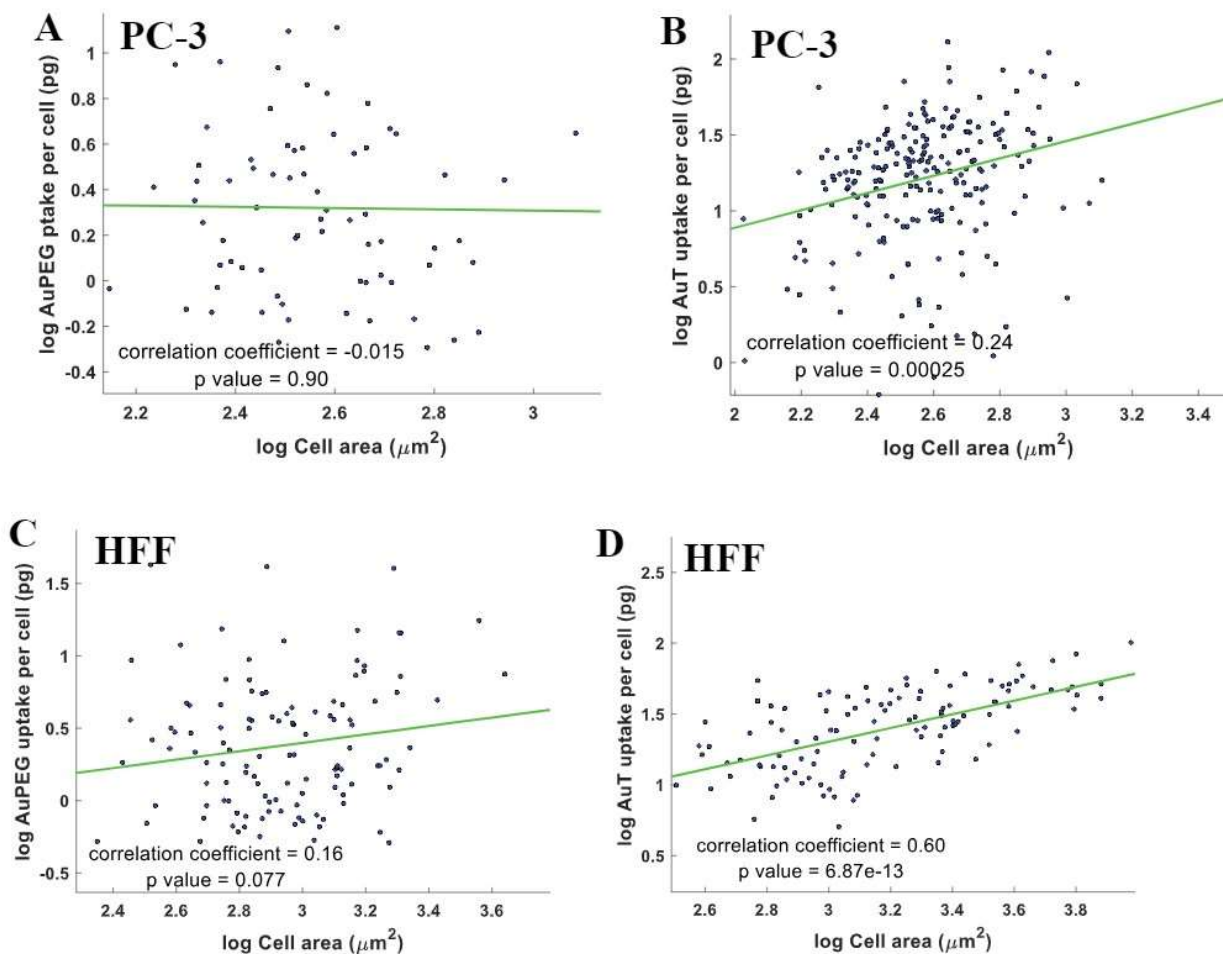 A PC-3
log AuPEG ptake per cell (pg)
1
0.8
0.6
0.4
0.2
0
-0.2
-0.4
correlation coefficient = -0.015
p value = 0.90
2.2 2.4 2.6 2.8 3
log Cell area (μm²)
B PC-3
log AuT uptake per cell (pg)
2
1.5
1
0.5
0
correlation coefficient = 0.24
p value = 0.00025
2 2.2 2.4 2.6 2.8 3 3.2 3.4
log Cell area (μm²)
C HFF
log AuPEG uptake per cell (pg)
1.5
1
0.5
0
-0.5
correlation coefficient = 0.16
p value = 0.077
2.4 2.6 2.8 3 3.2 3.4 3.6
log Cell area (μm²)
D HFF
log AuT uptake per cell (pg)
2.5
2
1.5
1
0.5
correlation coefficient = 0.60
p value = 6.87e-13
2.6 2.8 3 3.2 3.4 3.6 3.8
log Cell area (μm²)